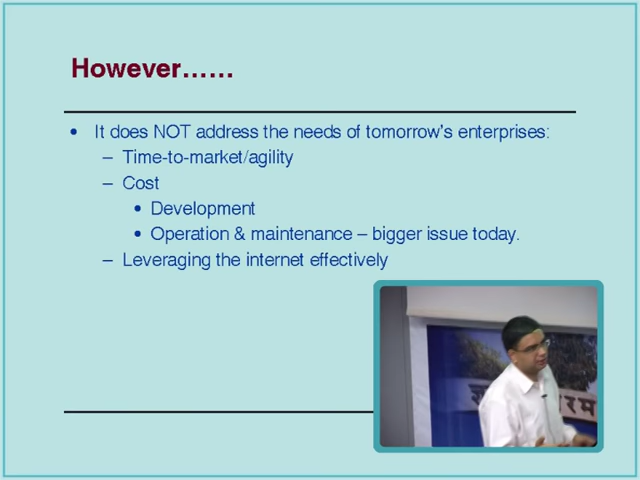 However……
• It does NOT address the needs of tomorrow's enterprises:
– Time-to-market/agility
– Cost
• Development
• Operation & maintenance – bigger issue today.
– Leveraging the internet effectively